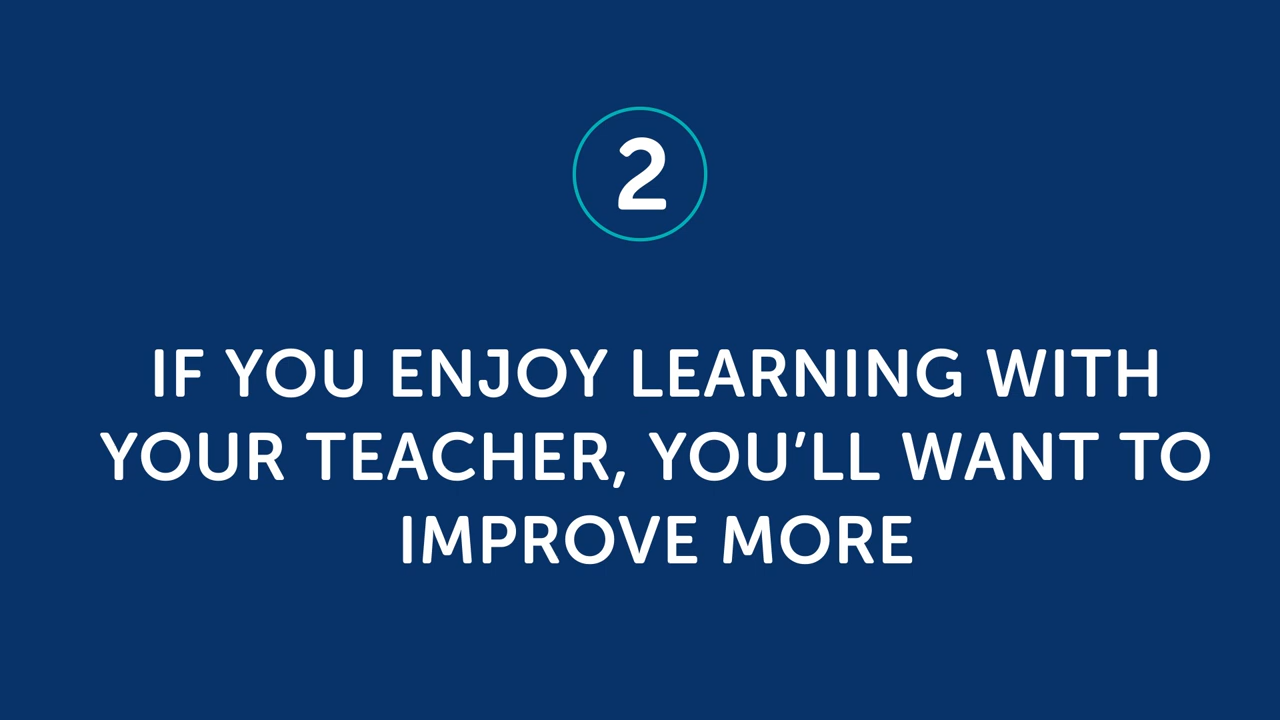 2
IF YOU ENJOY LEARNING WITH
YOUR TEACHER, YOU’LL WANT TO
IMPROVE MORE